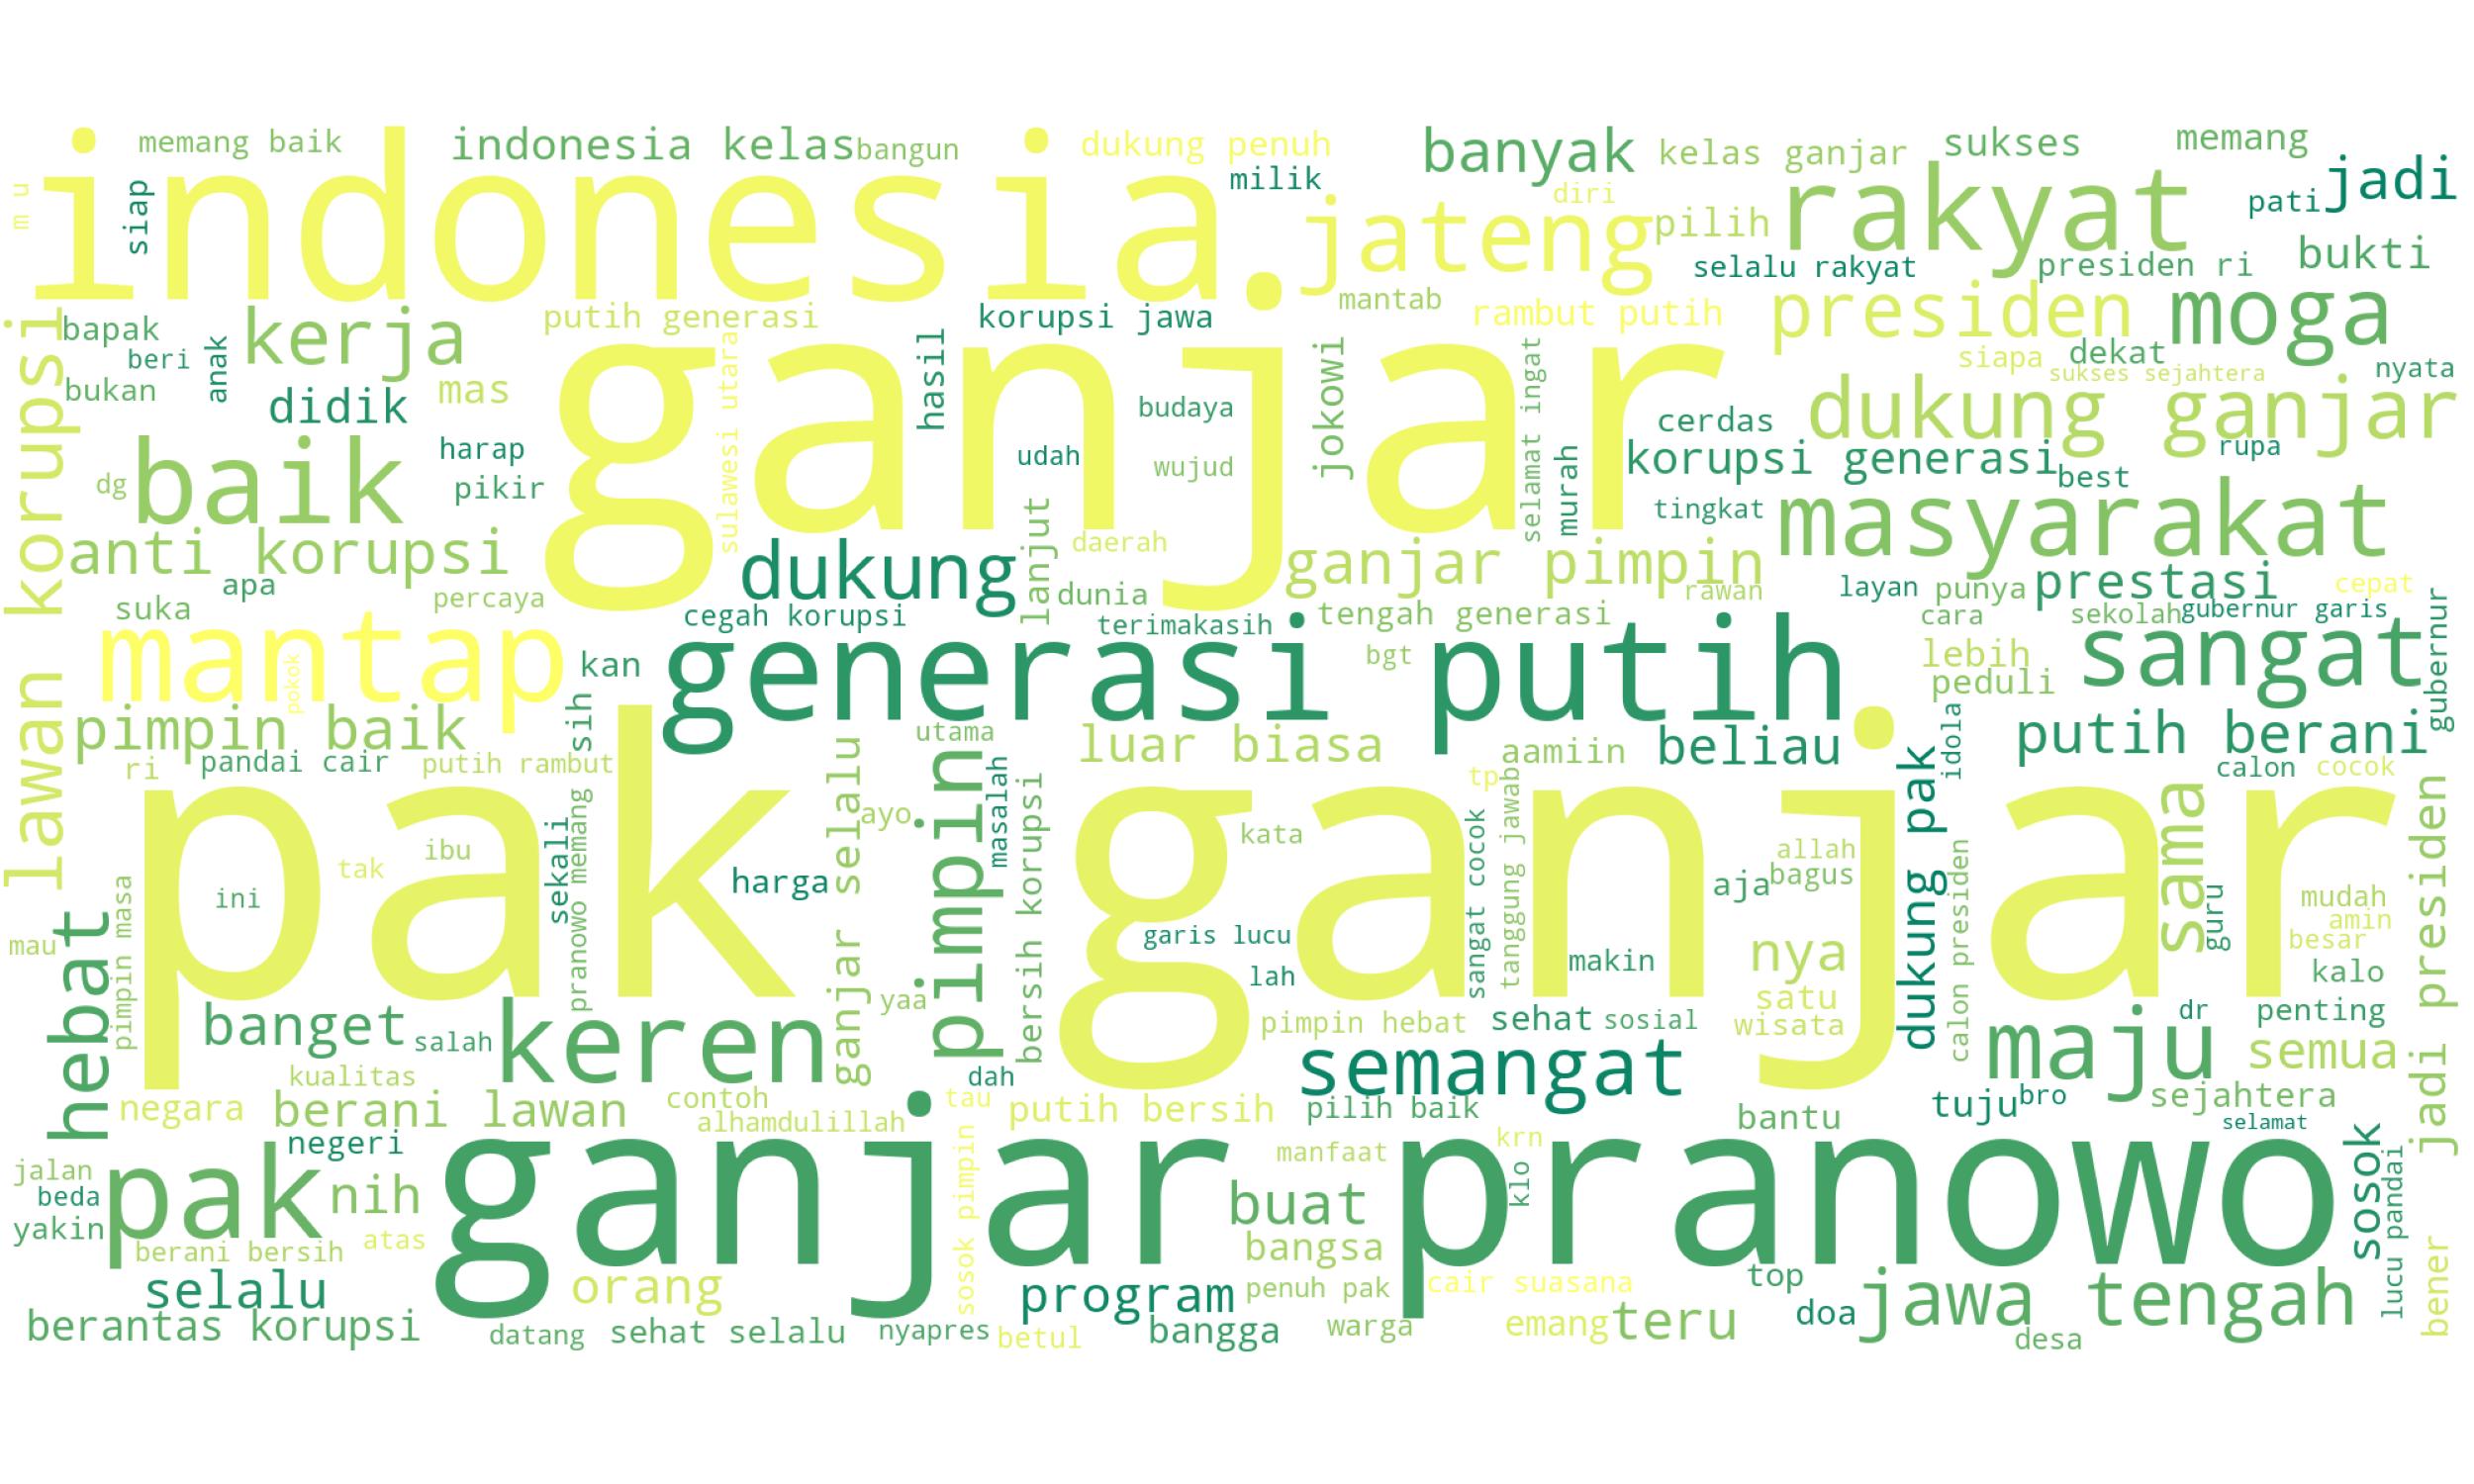 memang baik
indonesia kelas
bangun
dukung penuh
banyak
kelas ganjar
sukses
memang
m u
siap
indonesia
milik
diri
jateng
pilih
rakyat
pati
jadi
selalu rakyat
presiden ri
bukti
lawan korupsi
bapak
beri
anak
kerja
putih generasi
korupsi jawa
mantab
rambut putih
presiden
moga
bukan
didik
mas
sulawesi utara
ganjar
hasil
budaya
jokowi
selamat ingat
siapa
dekat
sukses sejahtera
nyata
dukung ganjar
cerdas
baik
harap
dg
pikir
udah
wujud
murah
korupsi generasi
rupa
best
tingkat
masyarakat
anti korupsi
apa
dukung
lanjut
daerah
dunia
ganjar pimpin
rawan
layan
punya
prestasi
cepat
suka
percaya
cegah korupsi
terimakasih
tengah generasi
cara
sekolah
gubernur garis
gubernur
mantap
pokok
kan
generasi putih
bgt
lebih
peduli
sangat
pimpin baik
sih
utama
luar biasa
aamiin
beliau
idola
putih berani
ri
pandai cair
putih rambut
pimpin
masalah
tp
dukung pak
calon
cocok
pak ganjar
ibu
tak
ini
sekali
pranowo memang
harga
ganjar selalu
ayo
bersih korupsi
kata
sangat cocok
tanggung jawab
allah
bagus
aja
calon presiden
sama
guru
mudah
amin
besar
kalo
jadi presiden
mau
hebat
pimpin masa
garis lucu
lah
makin
nya
satu
wisata
banget
salah
keren
yaa
pimpin hebat
sehat
sosial
maju
dr
penting
semua
kualitas
dah
semangat
negara
berani lawan
contoh
alhamdulillah
tau
putih bersih
pilih baik
bantu
tuju
bro
sejahtera
selamat
negeri
jalan
beda
yakin
pak
nih
ganjar pranowo
sosok pimpin
manfaat
krn
klo
buat
bangsa
sosok
lucu pandai
bener
berani bersih
atas
selalu
orang
program
penuh pak
cair suasana
top
doa
jawa tengah
berantas korupsi
datang
sehat selalu
nyapres
betul
bangga
warga
emang
teru
desa